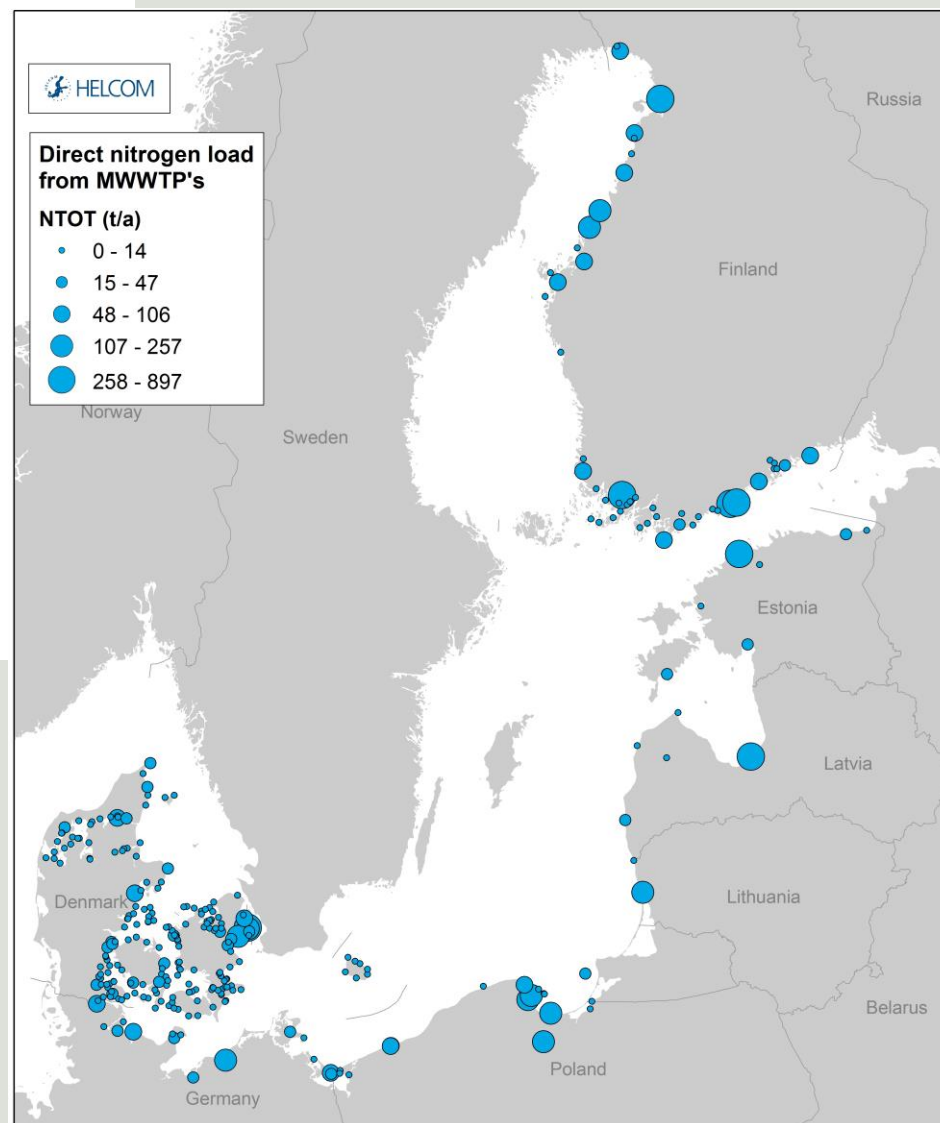 HELCOM
Direct nitrogen load
from MWWTP's
NTOT (t/a)
0 - 14
15 - 47
48 - 106
107 - 257
258 - 897
Russia
Finland
Norway
Sweden
Estonia
Latvia
Lithuania
Denmark
Belarus
Poland
Germany